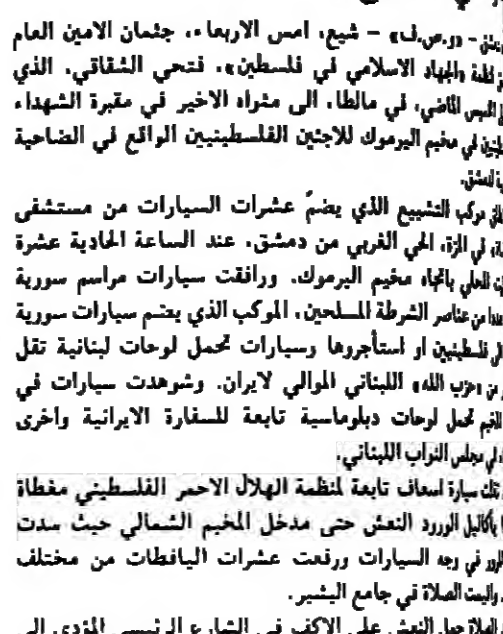 دمشق - «و.ص.ف» - شيع، امس الاربعاء، جثمان الامين العام
لمنظمة «الجهاد الاسلامي في فلسطين»، فتحي الشقاقي، الذي
الخميس الماضي، في مالطا، الى مثواه الاخير في مقبرة الشهداء
في مخيم اليرموك للاجئين الفلسطينيين الواقع في الضاحية
لدمشق.
موكب التشييع الذي يضمّ عشرات السيارات من مستشفى
في المزة، الحي الغربي من دمشق، عند الساعة الحادية عشرة
المحلي باتجاه مخيم اليرموك. ورافقت سيارات مراسم سورية
من عناصر الشرطة المسلحين، الموكب الذي يضم سيارات سورية
فلسطينيين او استأجروها وسيارات تحمل لوحات لبنانية تقل
من «حزب الله» اللبناني الموالي لايران. وشوهدت سيارات في
تحمل لوحات دبلوماسية تابعة للسفارة الايرانية واخرى
في مجلس النواب اللبناني.
سيارة اسعاف تابعة لمنظمة الهلال الاحمر الفلسطيني مغطاة
بأكاليل الورود النعش حتى مدخل المخيم الشمالي حيث سدت
في وجه السيارات ورفعت عشرات اليافطات من مختلف
الصلاة في جامع البشير.
حمل النعش على الاكف في الشارع الرئيسي المؤدي الى